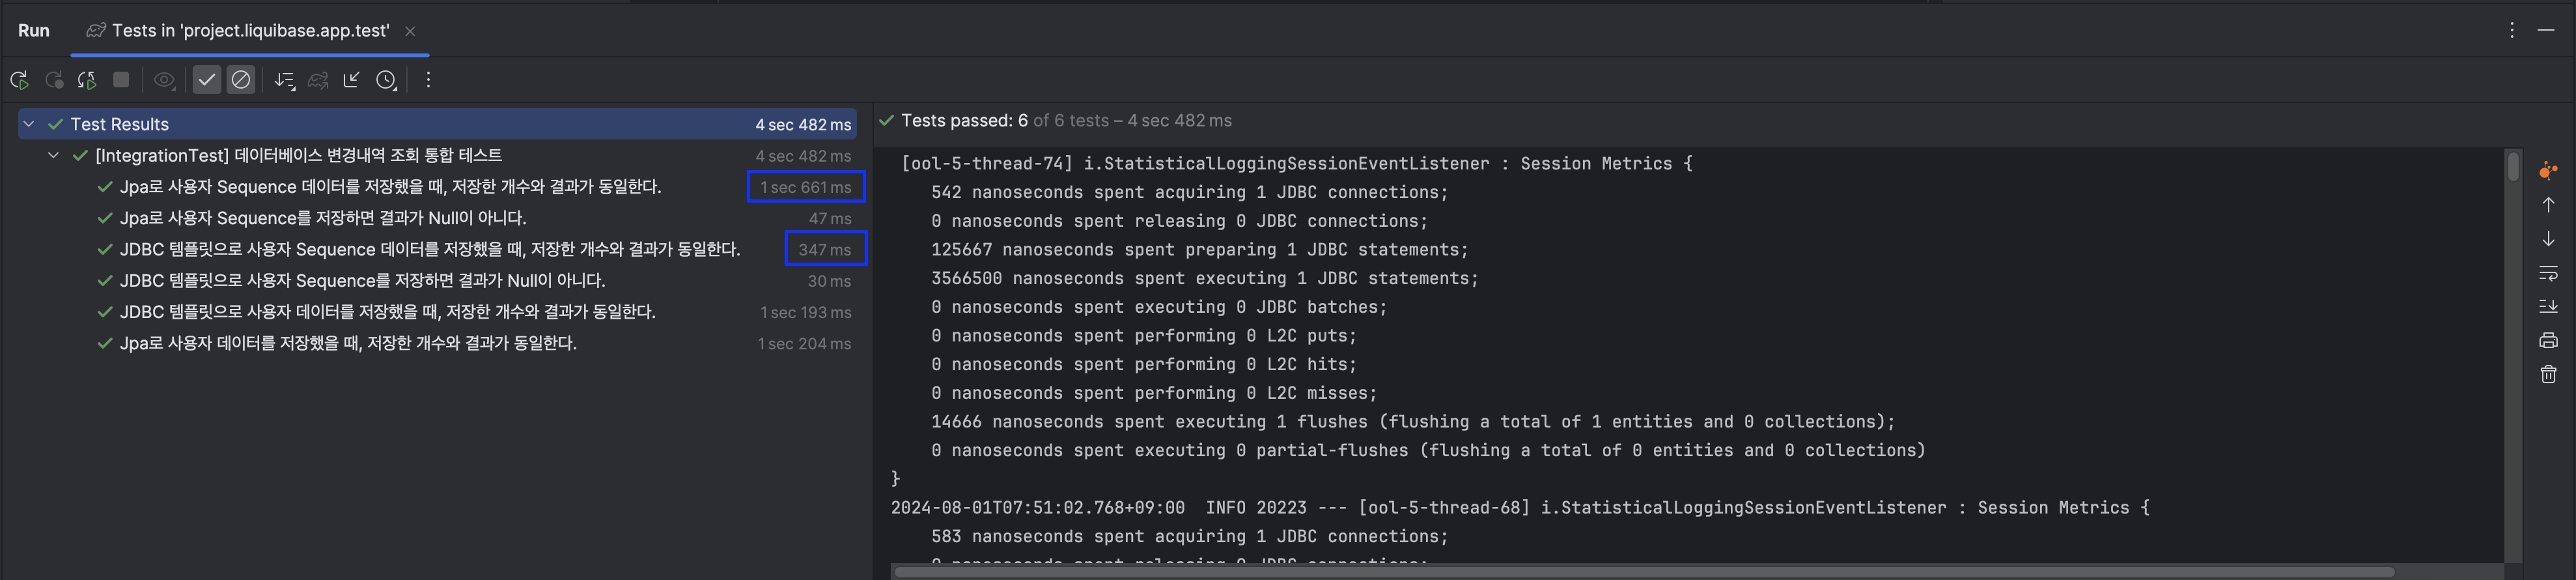 Run
Tests in 'project.liquibase.app.test'
Test Results 4 sec 482 ms
[IntegrationTest] 데이터베이스 변경내역 조회 통합 테스트 4 sec 482 ms
Jpa로 사용자 Sequence 데이터를 저장했을 때, 저장한 개수와 결과가 동일한다. 1 sec 661 ms
Jpa로 사용자 Sequence를 저장하면 결과가 Null이 아니다. 47 ms
JDBC 템플릿으로 사용자 Sequence 데이터를 저장했을 때, 저장한 개수와 결과가 동일한다. 347 ms
JDBC 템플릿으로 사용자 Sequence를 저장하면 결과가 Null이 아니다. 30 ms
JDBC 템플릿으로 사용자 데이터를 저장했을 때, 저장한 개수와 결과가 동일한다. 1 sec 193 ms
Jpa로 사용자 데이터를 저장했을 때, 저장한 개수와 결과가 동일한다. 1 sec 204 ms
Tests passed: 6 of 6 tests – 4 sec 482 ms
[ool-5-thread-74] i.StatisticalLoggingSessionEventListener : Session Metrics {
542 nanoseconds spent acquiring 1 JDBC connections;
0 nanoseconds spent releasing 0 JDBC connections;
125667 nanoseconds spent preparing 1 JDBC statements;
3566500 nanoseconds spent executing 1 JDBC statements;
0 nanoseconds spent executing 0 JDBC batches;
0 nanoseconds spent performing 0 L2C puts;
0 nanoseconds spent performing 0 L2C hits;
0 nanoseconds spent performing 0 L2C misses;
14666 nanoseconds spent executing 1 flushes (flushing a total of 1 entities and 0 collections);
0 nanoseconds spent executing 0 partial-flushes (flushing a total of 0 entities and 0 collections)
}
2024-08-01T07:51:02.768+09:00  INFO 20223 --- [ool-5-thread-68] i.StatisticalLoggingSessionEventListener : Session Metrics {
583 nanoseconds spent acquiring 1 JDBC connections;
0 nanoseconds spent releasing 0 JDBC connections;